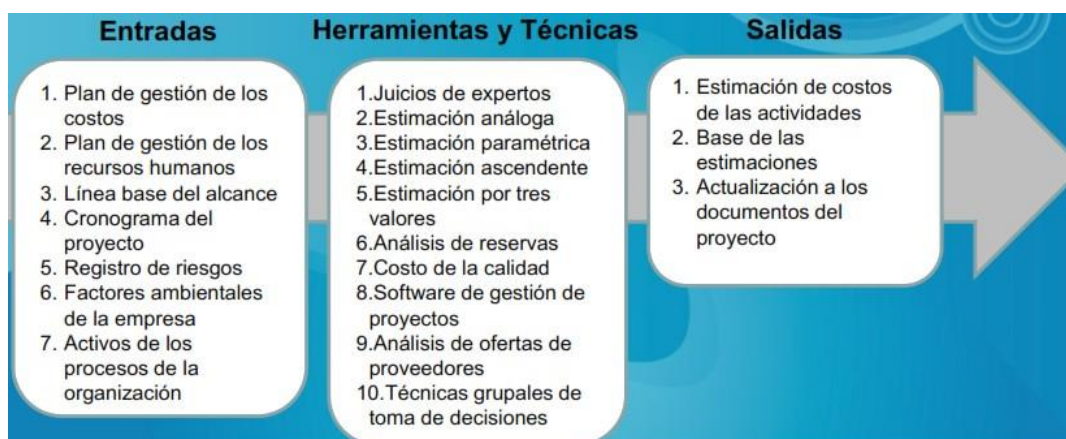 Entradas
1. Plan de gestión de los
costos
2. Plan de gestión de los
recursos humanos
3. Línea base del alcance
4. Cronograma del
proyecto
5. Registro de riesgos
6. Factores ambientales
de la empresa
7. Activos de los
procesos de la
organización
Herramientas y Técnicas
1.Juicios de expertos
2.Estimación análoga
3.Estimación paramétrica
4.Estimación ascendente
5.Estimación por tres
valores
6.Análisis de reservas
7.Costo de la calidad
8.Software de gestión de
proyectos
9.Análisis de ofertas de
proveedores
10.Técnicas grupales de
toma de decisiones
Salidas
1. Estimación de costos
de las actividades
2. Base de las
estimaciones
3. Actualización a los
documentos del
proyecto